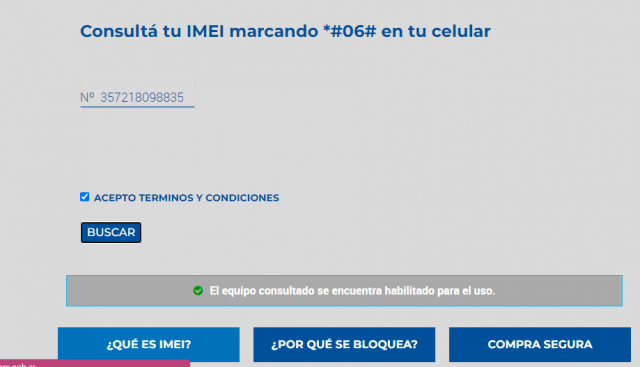 Consultá tu IMEI marcando *#06# en tu celular
Nº 357218098835
ACEPTO TERMINOS Y CONDICIONES
BUSCAR
El equipo consultado se encuentra habilitado para el uso.
¿QUÉ ES IMEI? ¿POR QUÉ SE BLOQUEA? COMPRA SEGURA